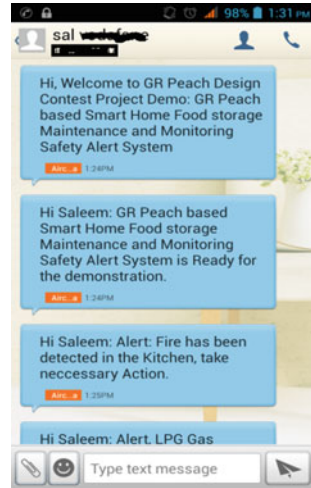 98% 1:31 PM
sal
Hi, Welcome to GR Peach Design
Contest Project Demo: GR Peach
based Smart Home Food storage
Maintenance and Monitoring
Safety Alert System
Airc...a 1:24PM
Hi Saleem: GR Peach based
Smart Home Food storage
Maintenance and Monitoring
Safety Alert System is Ready for
the demonstration.
Airc...a 1:24PM
Hi Saleem: Alert: Fire has been
detected in the Kitchen, take
neccessary Action.
Airc...a 1:25PM
Hi Saleem: Alert, LPG Gas
Type text message